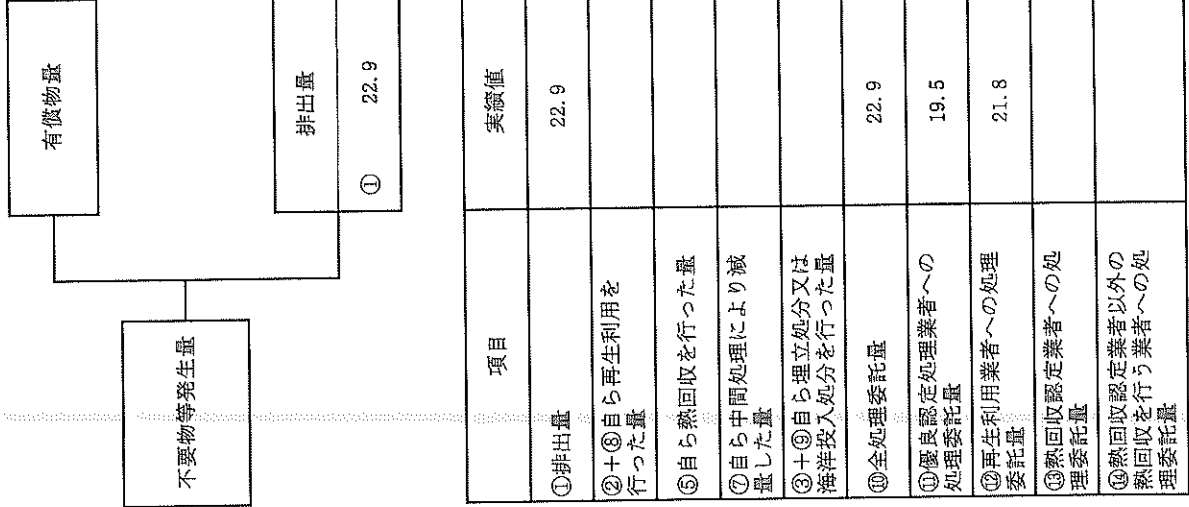 不要物等発生量
有償物量
排出量
①
22.9
項目
実績値
①排出量
22.9
②＋⑧自ら再生利用を
行った量
⑤自ら熱回収を行った量
⑦自ら中間処理により減
量した量
③＋⑨自ら埋立処分又は
海洋投入処分を行った量
⑩全処理委託量
22.9
⑪優良認定処理業者への
処理委託量
19.5
⑫再生利用業者への処理
委託量
21.8
⑬熱回収認定業者への処
理委託量
⑭熱回収認定業者以外の
熱回収を行う業者への処
理委託量